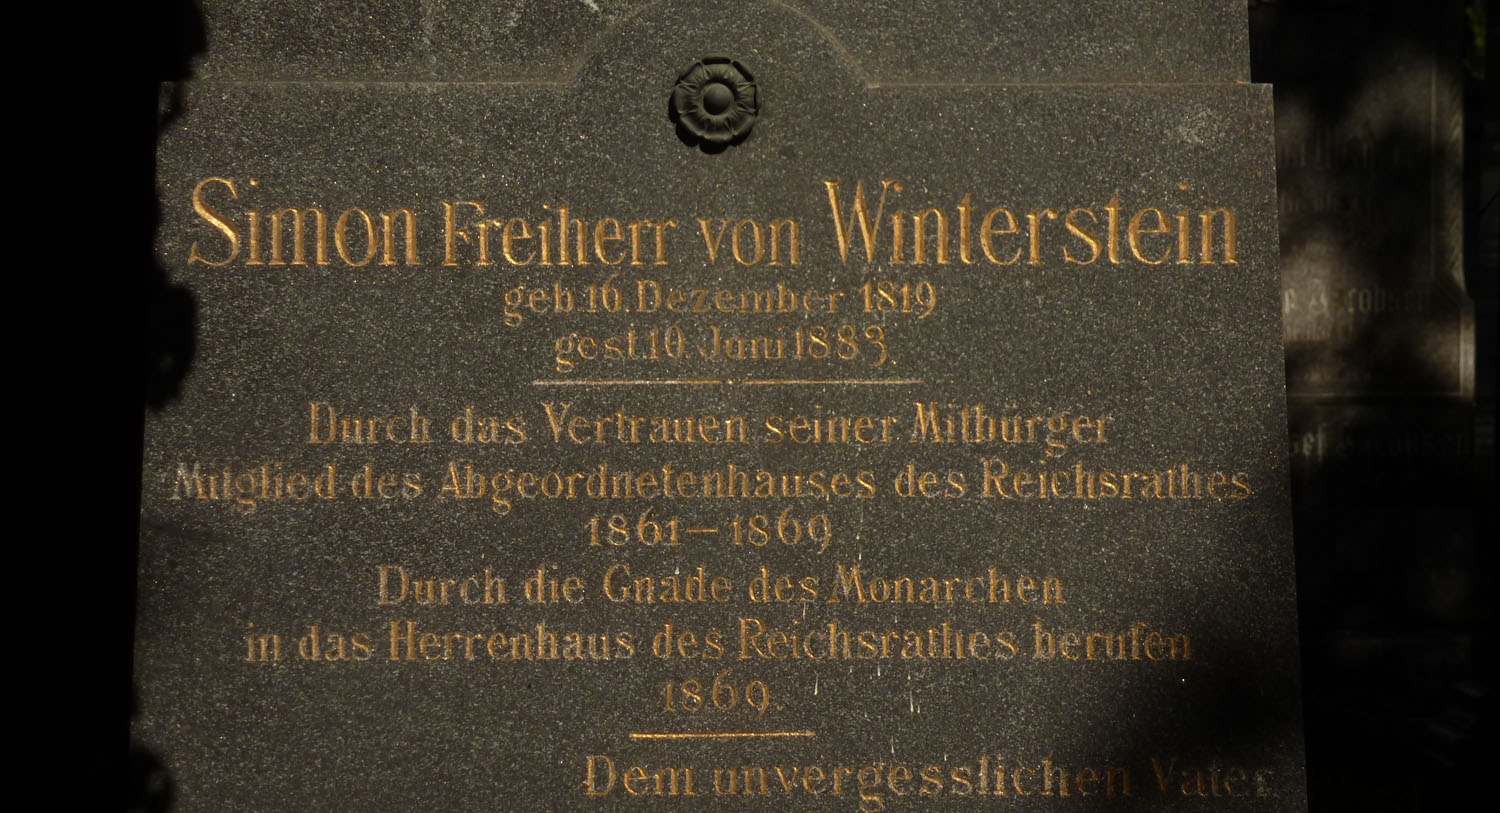 Simon Freiherr von Winterstein
geb. 16. Dezember 1819
gest. 10. Juni 1883.
Durch das Vertrauen seiner Mitbürger
Mitglied des Abgeordnetenhauses des Reichsrathes
1861–1869
Durch die Gnade des Monarchen
in das Herrenhaus des Reichsrathes berufen
1869.
Dem unvergesslichen Vater